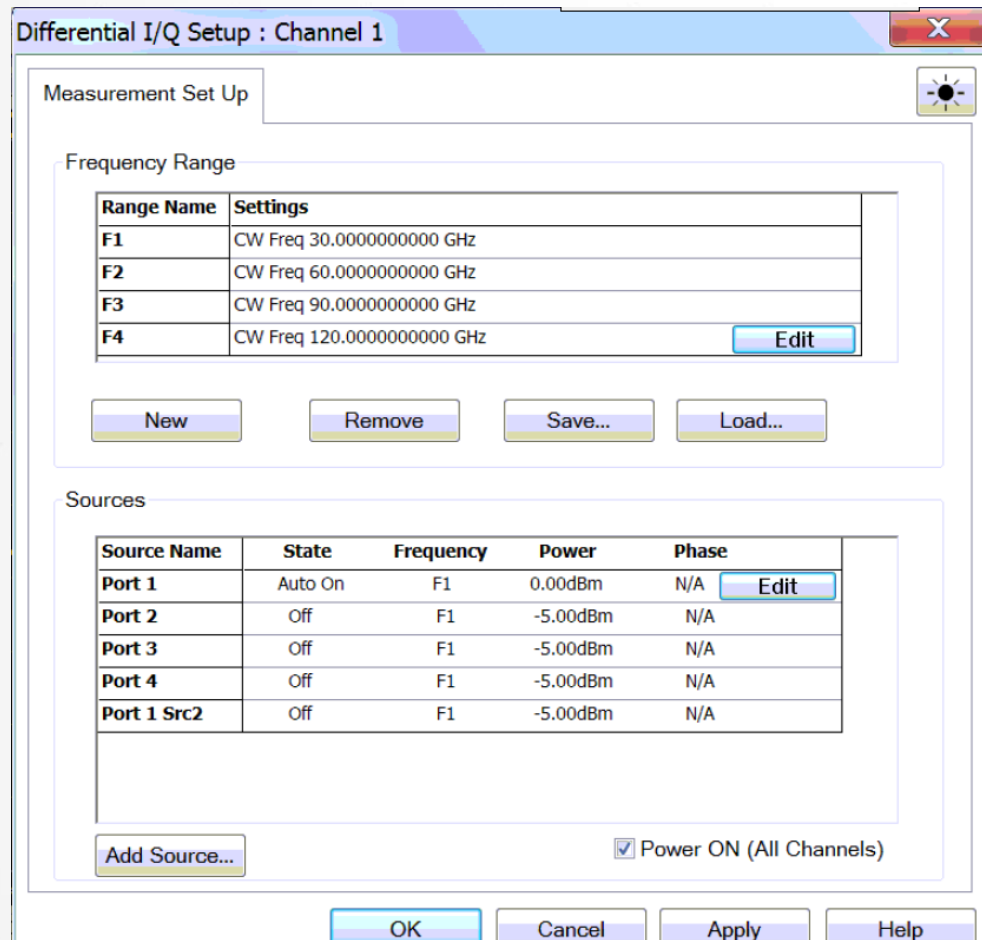 Differential I/Q Setup : Channel 1
X
Measurement Set Up
Frequency Range
Range Name Settings
F1 CW Freq 30.0000000000 GHz
F2 CW Freq 60.0000000000 GHz
F3 CW Freq 90.0000000000 GHz
F4 CW Freq 120.0000000000 GHz Edit
New Remove Save... Load...
Sources
Source Name State Frequency Power Phase
Port 1 Auto On F1 0.00dBm N/A Edit
Port 2 Off F1 -5.00dBm N/A
Port 3 Off F1 -5.00dBm N/A
Port 4 Off F1 -5.00dBm N/A
Port 1 Src2 Off F1 -5.00dBm N/A
Add Source... Power ON (All Channels)
OK Cancel Apply Help